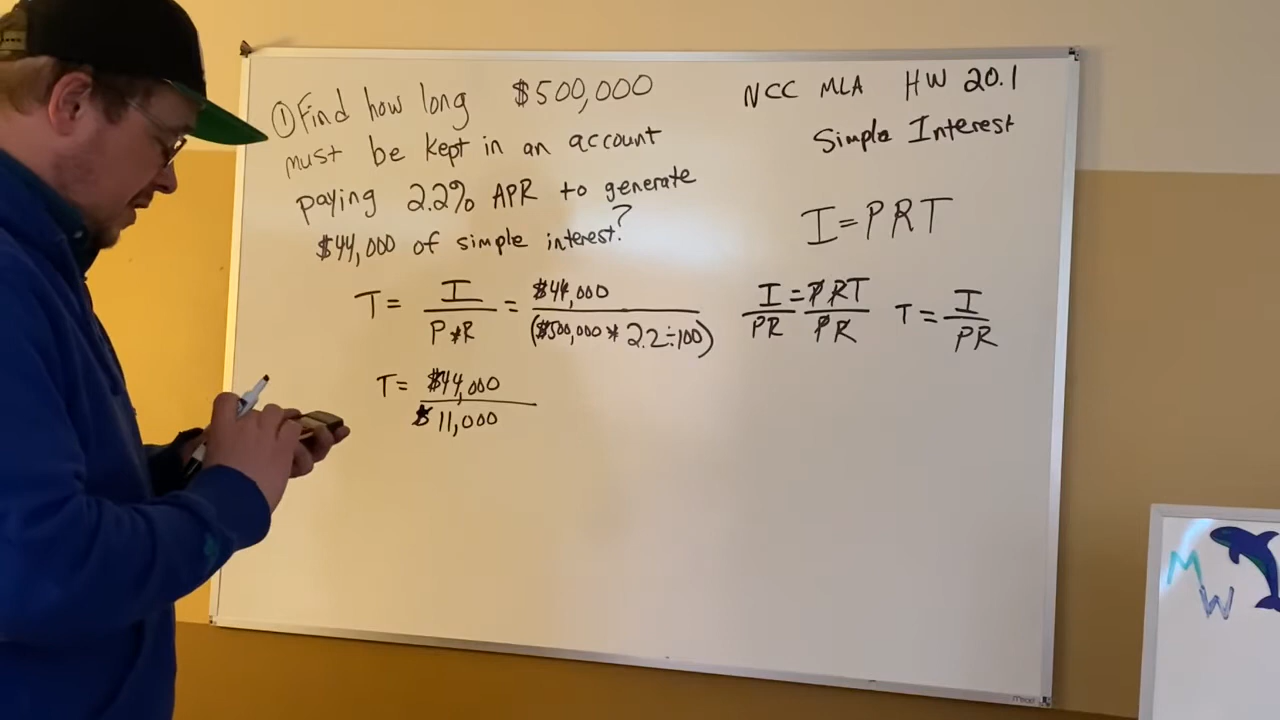 ① Find how long $500,000
must be kept in an account
paying 2.2% APR to generate
$44,000 of simple interest?
T = I / P*R = $44,000 / ($500,000 * 2.2÷100)
T = $44,000 / $11,000
NCC MLA HW 20.1
Simple Interest
I = PRT
I / PR = PRT / PR T = I / PR
M
W